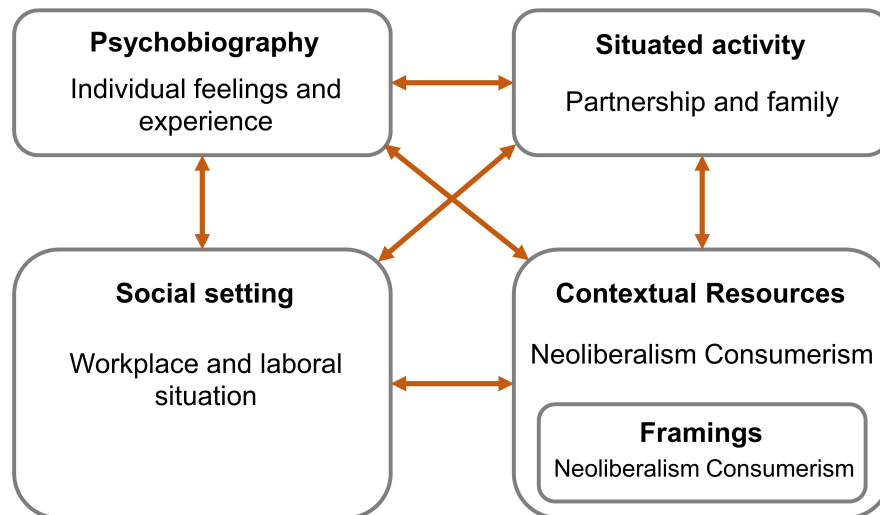 Psychobiography
Individual feelings and
experience
Situated activity
Partnership and family
Social setting
Workplace and laboral
situation
Contextual Resources
Neoliberalism Consumerism
Framings
Neoliberalism Consumerism